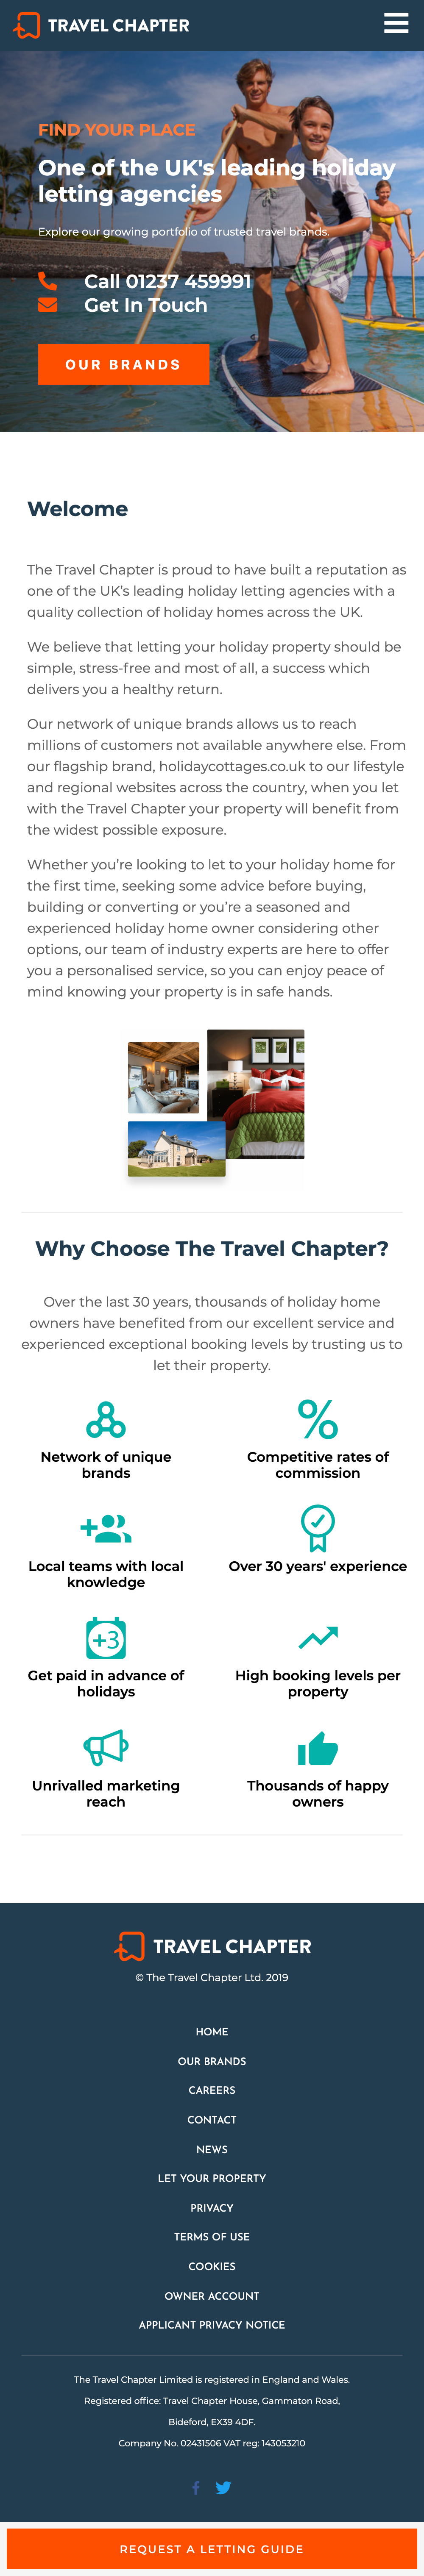 TRAVEL CHAPTER
FIND YOUR PLACE
One of the UK's leading holiday
letting agencies
Explore our growing portfolio of trusted travel brands.
Call 01237 459991
Get In Touch
OUR BRANDS
Welcome
The Travel Chapter is proud to have built a reputation as
one of the UK's leading holiday letting agencies with a
quality collection of holiday homes across the UK.
We believe that letting your holiday property should be
simple, stress-free and most of all, a success which
delivers you a healthy return.
Our network of unique brands allows us to reach
millions of customers not available anywhere else. From
our flagship brand, holidaycottages.co.uk to our lifestyle
and regional websites across the country, when you let
with the Travel Chapter your property will benefit from
the widest possible exposure.
Whether you're looking to let to your holiday home for
the first time, seeking some advice before buying,
building or converting or you're a seasoned and
experienced holiday home owner considering other
options, our team of industry experts are here to offer
you a personalised service, so you can enjoy peace of
mind knowing your property is in safe hands.
Why Choose The Travel Chapter?
Over the last 30 years, thousands of holiday home
owners have benefited from our excellent service and
experienced exceptional booking levels by trusting us to
let their property.
Network of unique
brands
%
Competitive rates of
commission
Local teams with local
knowledge
Over 30 years' experience
+3
Get paid in advance of
holidays
High booking levels per
property
Unrivalled marketing
reach
Thousands of happy
owners
TRAVEL CHAPTER
© The Travel Chapter Ltd. 2019
HOME
OUR BRANDS
CAREERS
CONTACT
NEWS
LET YOUR PROPERTY
PRIVACY
TERMS OF USE
COOKIES
OWNER ACCOUNT
APPLICANT PRIVACY NOTICE
The Travel Chapter Limited is registered in England and Wales.
Registered office: Travel Chapter House, Gammaton Road,
Bideford, EX39 4DF.
Company No. 02431506 VAT reg: 143053210
REQUEST A LETTING GUIDE